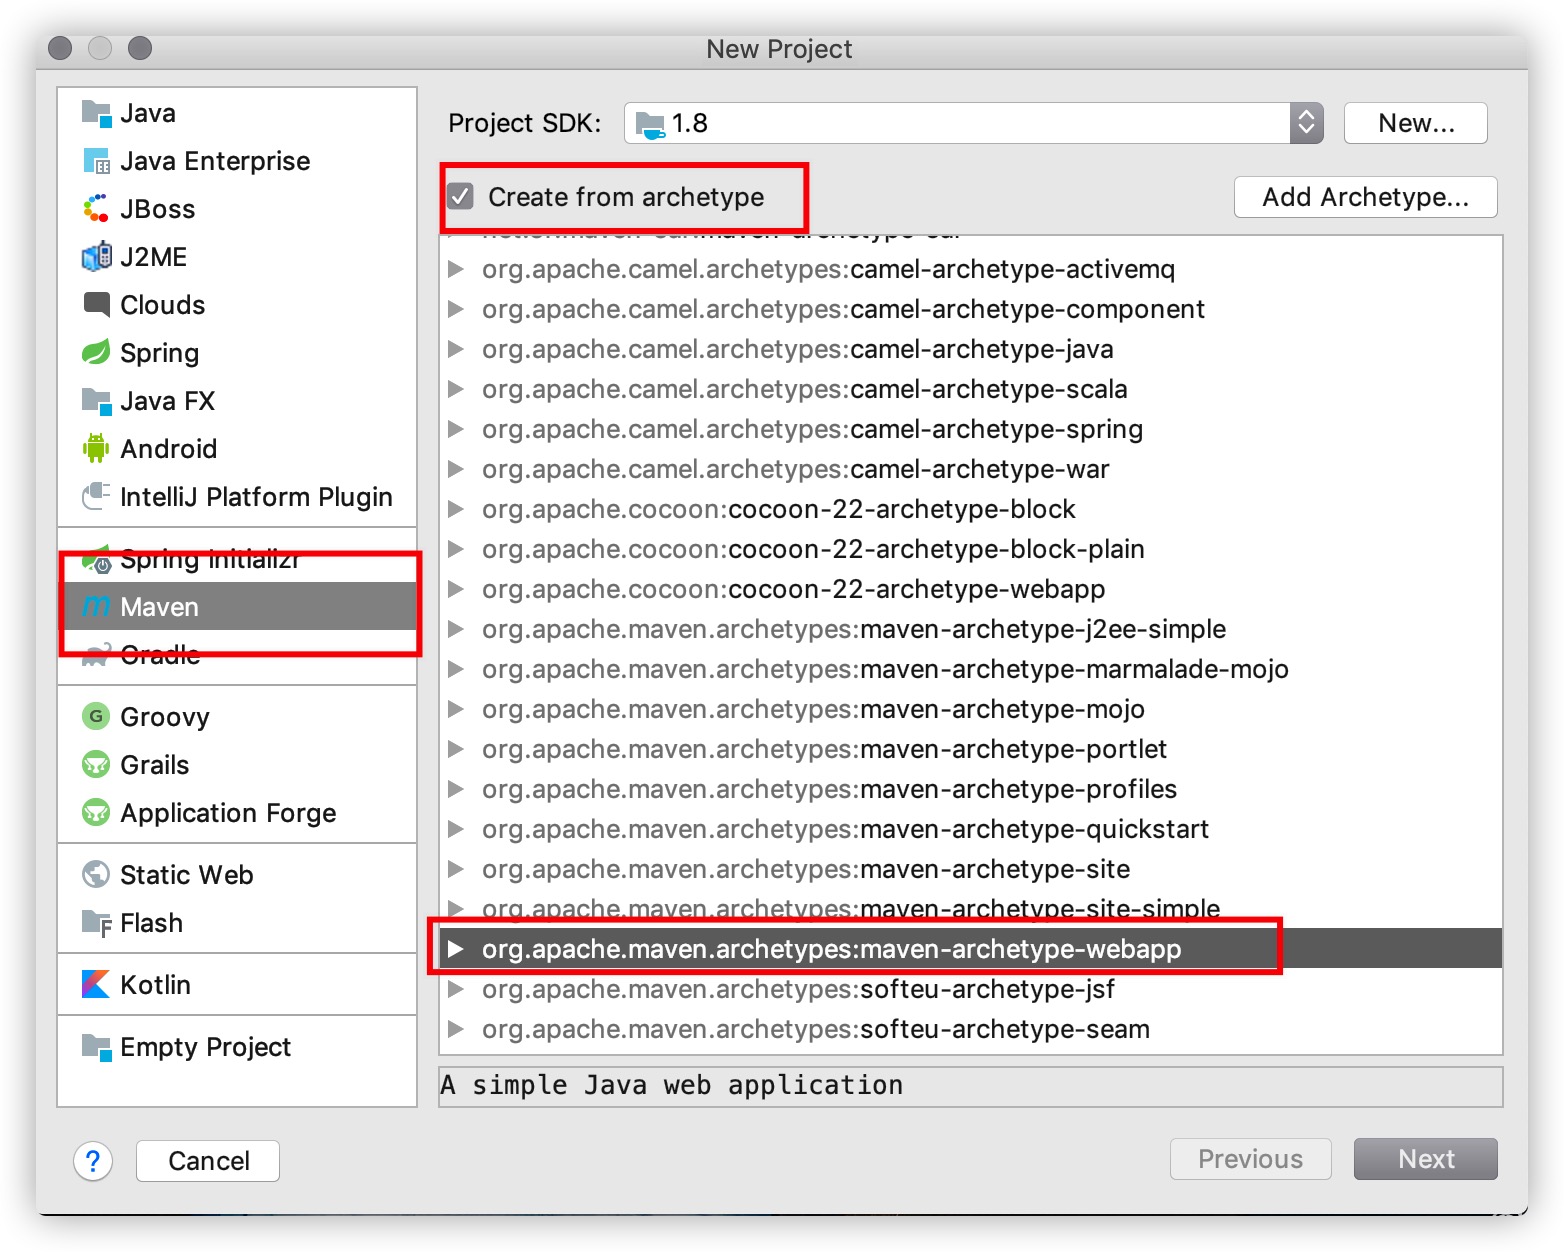 New Project
Java
Java Enterprise
JBoss
J2ME
Clouds
Spring
Java FX
Android
IntelliJ Platform Plugin
Spring Initializr
Maven
Gradle
Groovy
Grails
Application Forge
Static Web
Flash
Kotlin
Empty Project
Project SDK:
1.8
New...
Create from archetype
Add Archetype...
org.apache.camel.archetypes:camel-archetype-activemq
org.apache.camel.archetypes:camel-archetype-component
org.apache.camel.archetypes:camel-archetype-java
org.apache.camel.archetypes:camel-archetype-scala
org.apache.camel.archetypes:camel-archetype-spring
org.apache.camel.archetypes:camel-archetype-war
org.apache.cocoon:cocoon-22-archetype-block
org.apache.cocoon:cocoon-22-archetype-block-plain
org.apache.cocoon:cocoon-22-archetype-webapp
org.apache.maven.archetypes:maven-archetype-j2ee-simple
org.apache.maven.archetypes:maven-archetype-marmalade-mojo
org.apache.maven.archetypes:maven-archetype-mojo
org.apache.maven.archetypes:maven-archetype-portlet
org.apache.maven.archetypes:maven-archetype-profiles
org.apache.maven.archetypes:maven-archetype-quickstart
org.apache.maven.archetypes:maven-archetype-site
org.apache.maven.archetypes:maven-archetype-site-simple
org.apache.maven.archetypes:maven-archetype-webapp
org.apache.maven.archetypes:softeu-archetype-jsf
org.apache.maven.archetypes:softeu-archetype-seam
A simple Java web application
?
Cancel
Previous
Next